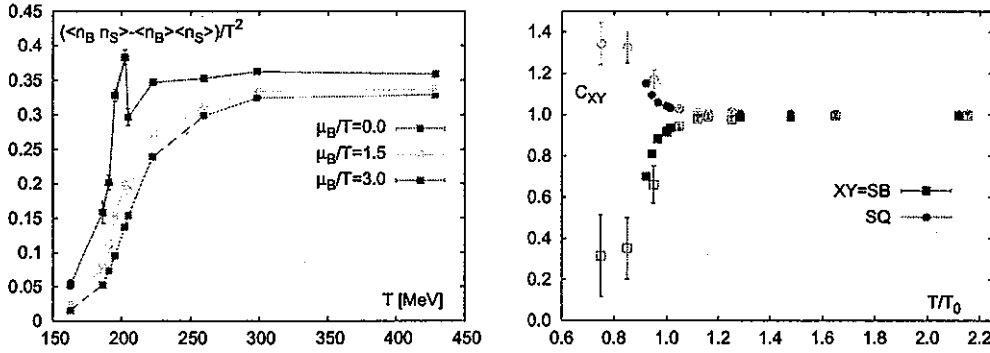 (<n_B n_S>-<n_B><n_S>)/T^2
0.45
0.4
0.35
0.3
0.25
0.2
0.15
0.1
0.05
0
μ_B/T=0.0
μ_B/T=1.5
μ_B/T=3.0
T [MeV]
150 200 250 300 350 400 450
1.4
1.2
1.0
0.8
0.6
0.4
0.2
0.0
C_XY
XY=SB
SQ
T/T_0
0.6 0.8 1.0 1.2 1.4 1.6 1.8 2.0 2.2